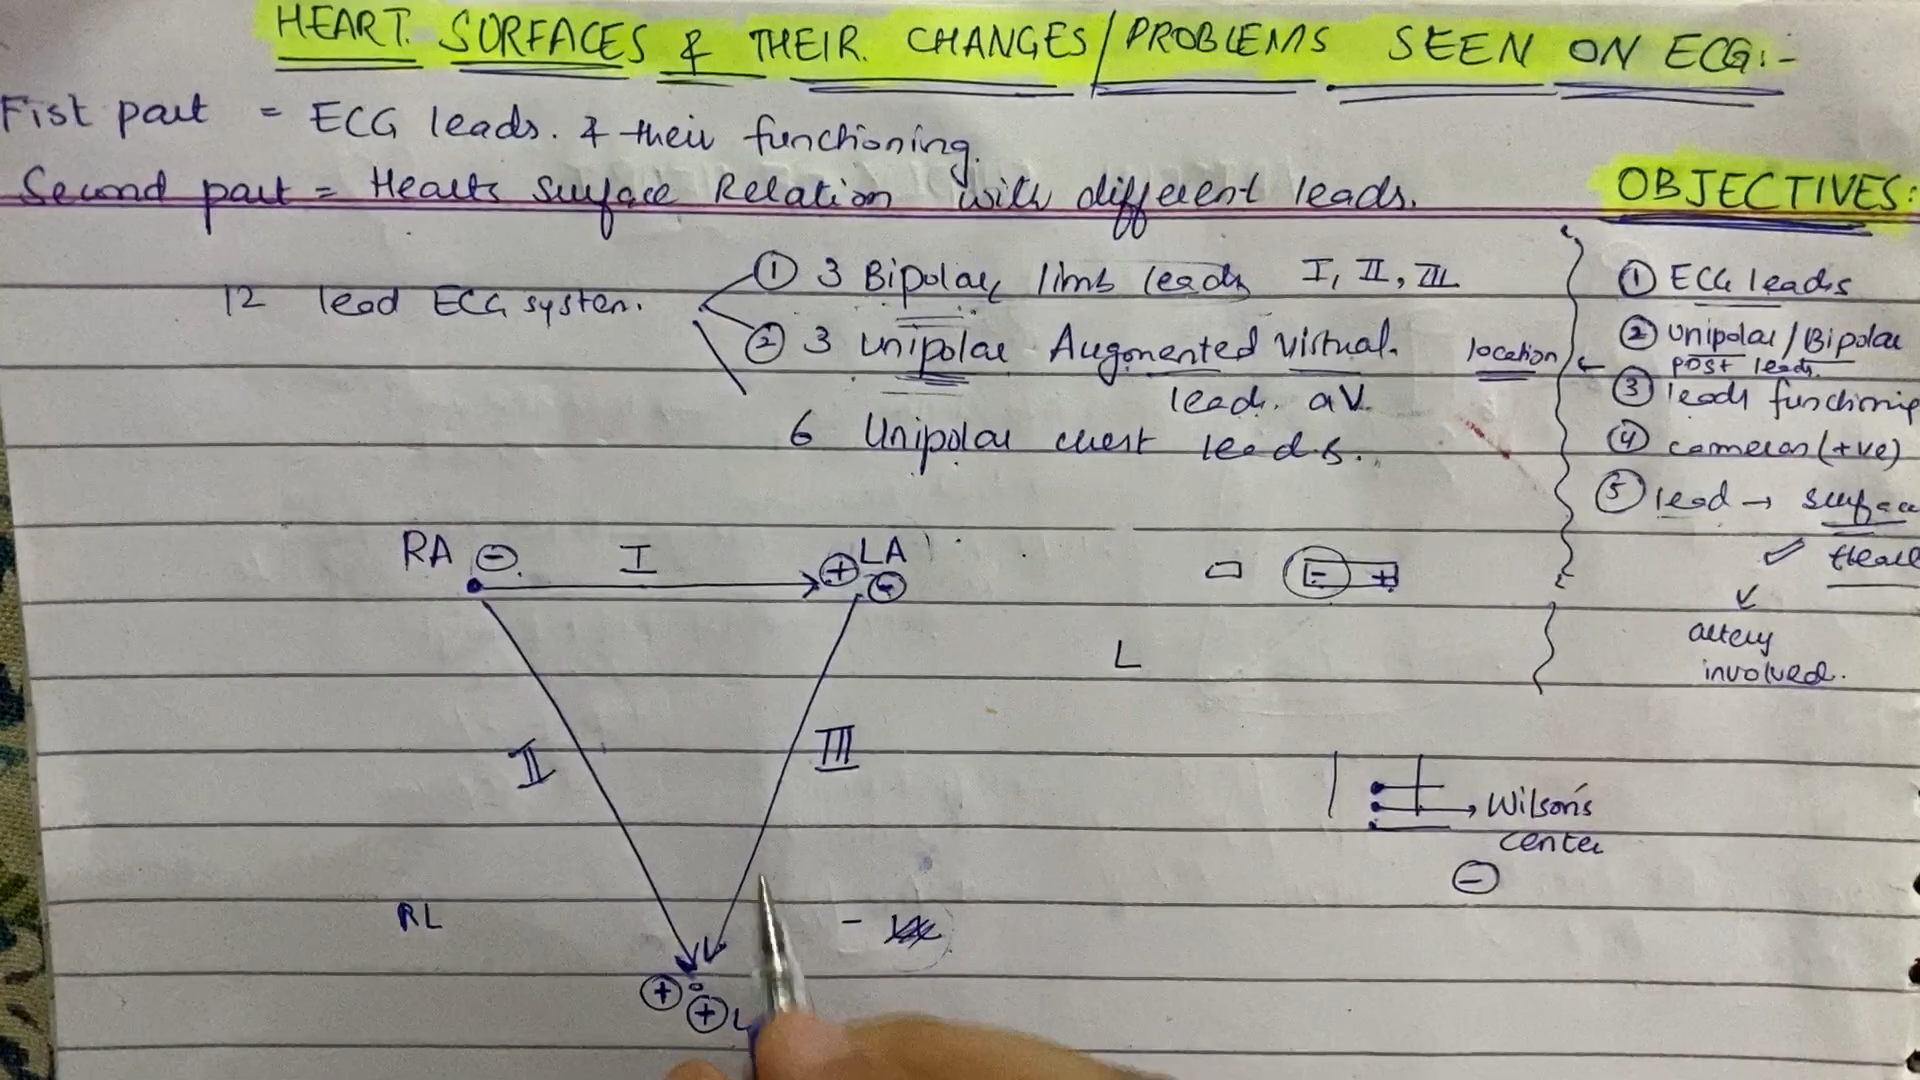 HEART SURFACES & THEIR CHANGES/PROBLEMS SEEN ON ECG:-
Fist part = ECG leads. & their functioning.
Second part = Hearts surface Relation with different leads.
OBJECTIVES:
12 lead ECG system.
① 3 Bipolar limb leads I, II, III
② 3 unipolar Augmented virtual.
lead. aV.
6 Unipolar chest leads.
location
① ECG leads
② Unipolar/Bipolar
post leads.
③ leads functioning
④ cameras (+ve)
⑤ lead → surface
Heart
artery
involved.
RA ⊖ I ⊕ LA
⊖
- +
L
II III
Wilson's
center
⊖
RL
⊕
⊕ L